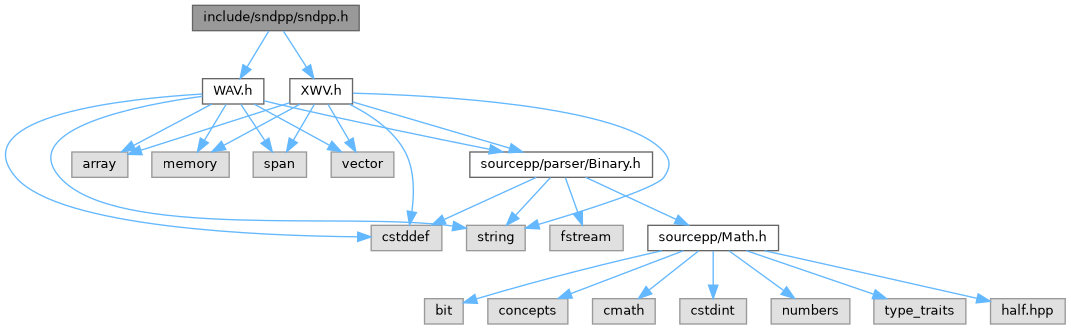 include/sndpp/sndpp.h
WAV.h
XWV.h
array
memory
span
vector
sourcepp/parser/Binary.h
cstddef
string
fstream
sourcepp/Math.h
bit
concepts
cmath
cstdint
numbers
type_traits
half.hpp